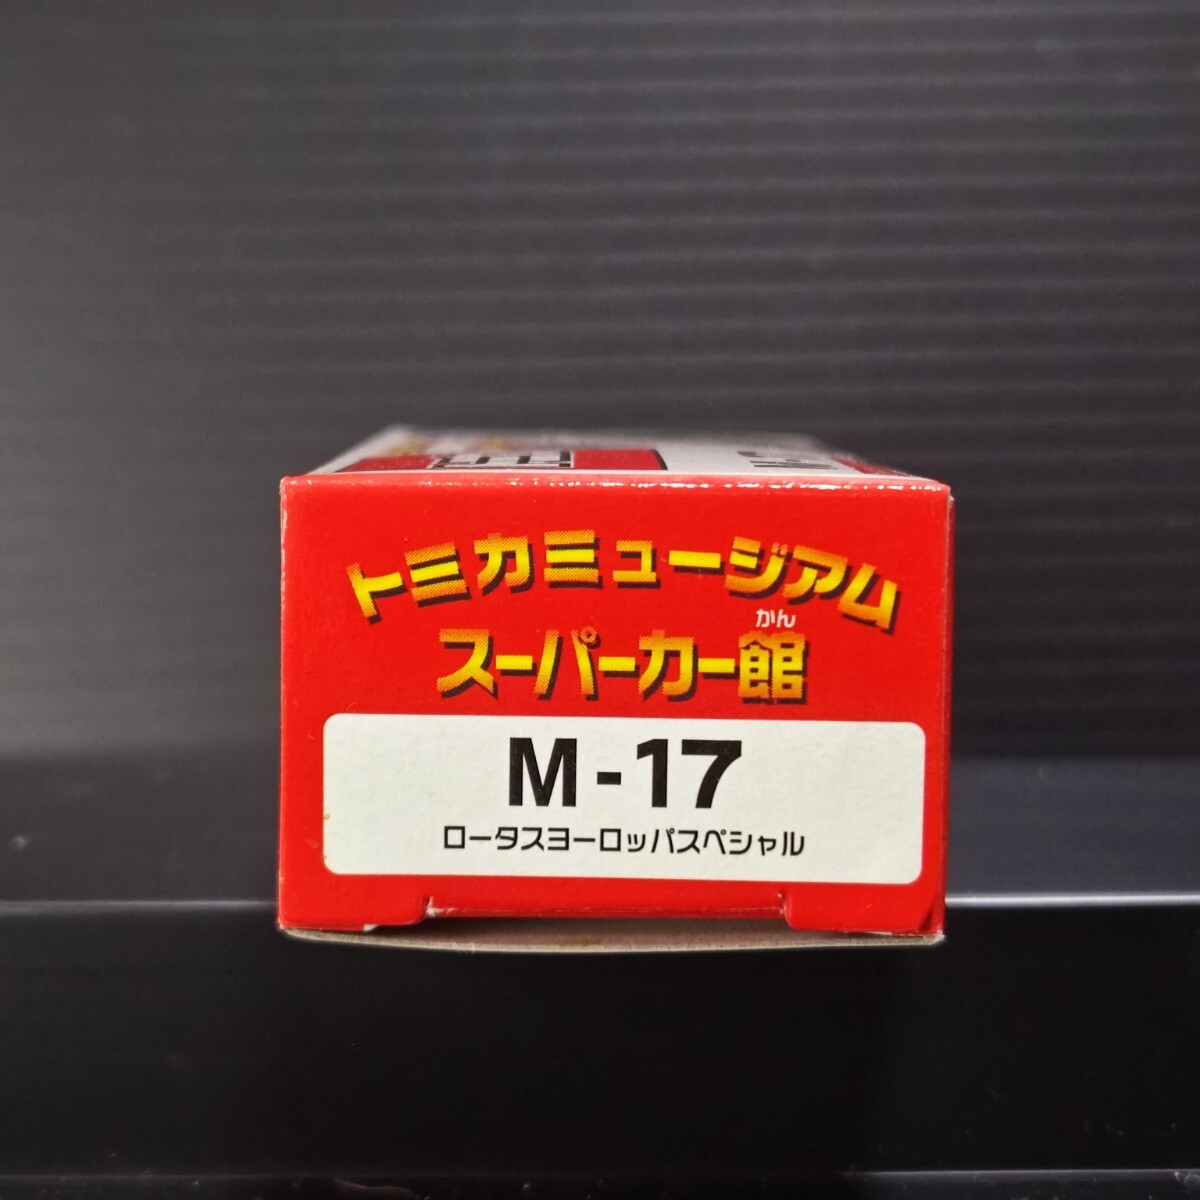 トミカミュージアム
かん
スーパーカー館
M-17
ロータスヨーロッパスペシャル